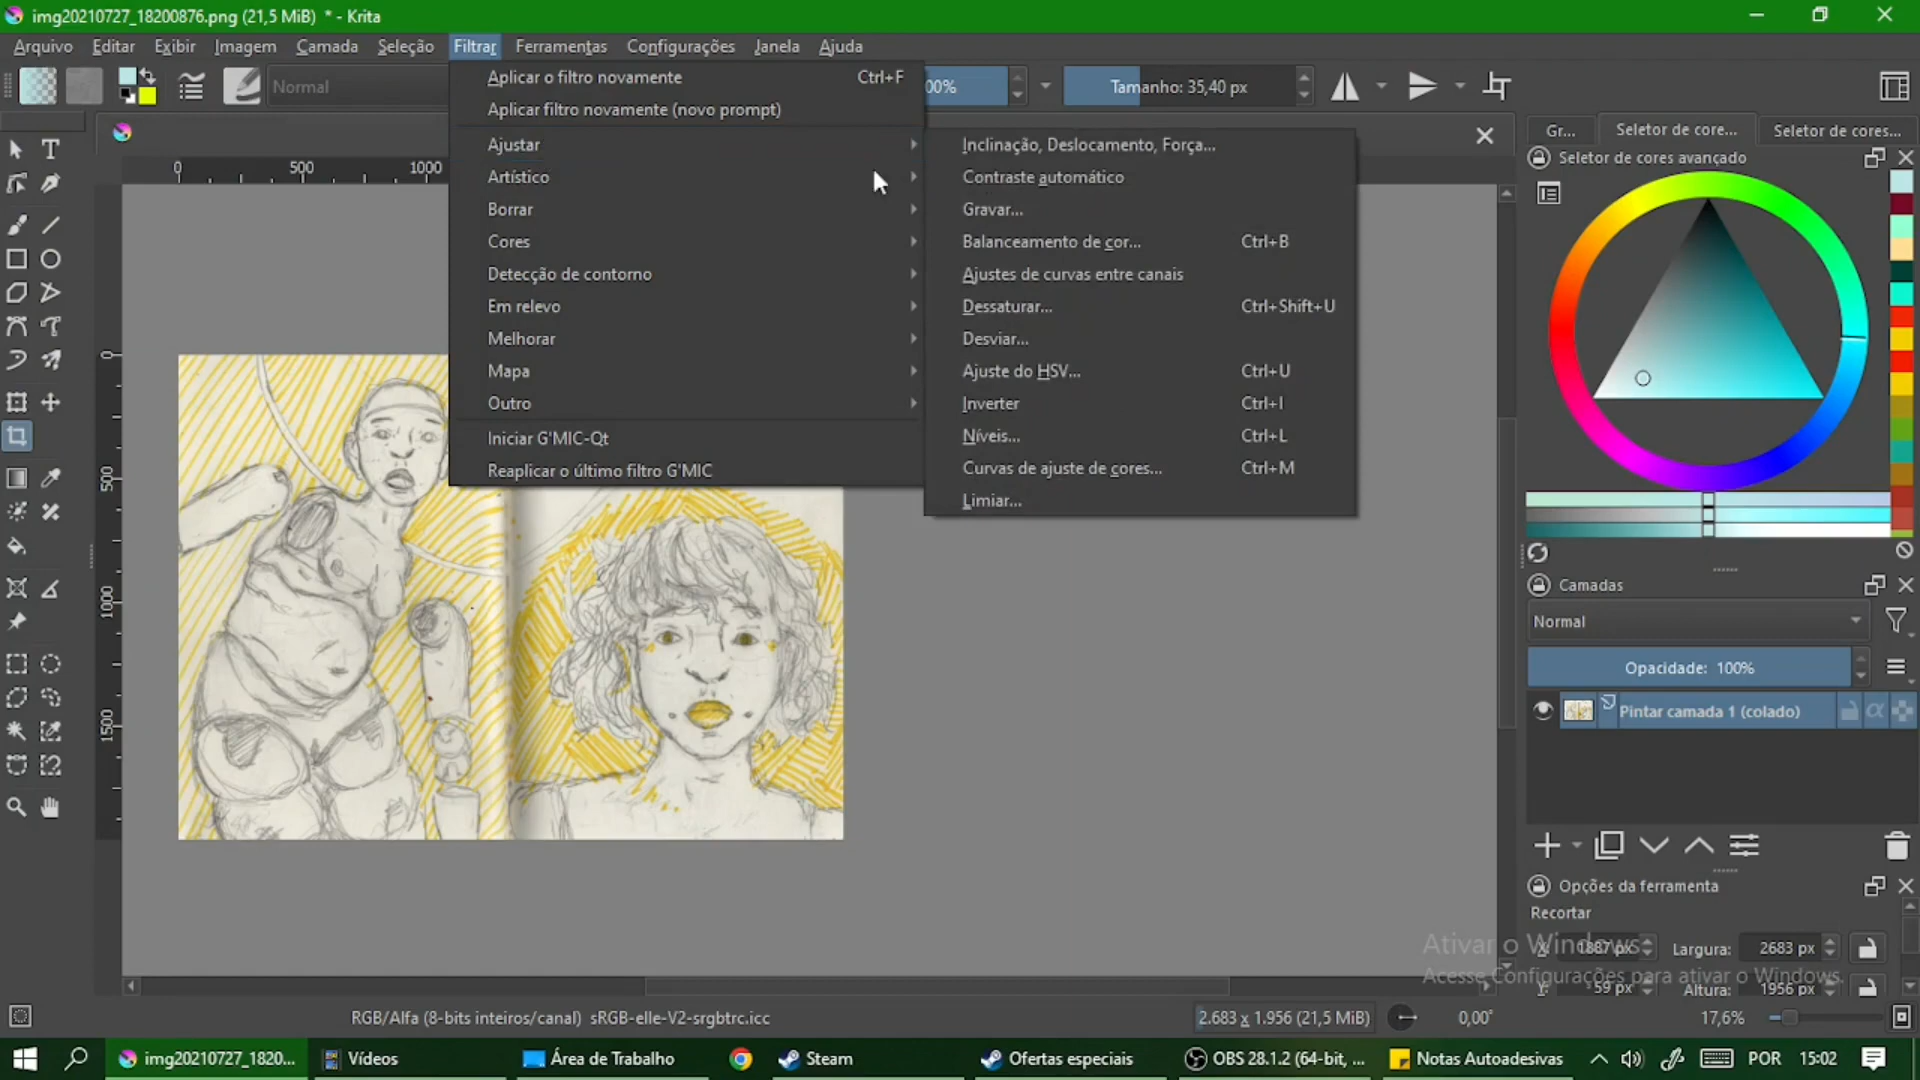 img20210727_18200876.png (21,5 MiB) * - Krita
Arquivo Editar Exibir Imagem Camada Seleção Filtrar Ferramentas Configurações Janela Ajuda
Normal
00%
Tamanho: 35,40 px
Aplicar o filtro novamente Ctrl+F
Aplicar filtro novamente (novo prompt)
Ajustar
Artístico
Borrar
Cores
Detecção de contorno
Em relevo
Melhorar
Mapa
Outro
Iniciar G'MIC-Qt
Reaplicar o último filtro G'MIC
Inclinação, Deslocamento, Força...
Contraste automático
Gravar...
Balanceamento de cor... Ctrl+B
Ajustes de curvas entre canais
Dessaturar... Ctrl+Shift+U
Desviar...
Ajuste do HSV... Ctrl+U
Inverter Ctrl+I
Níveis... Ctrl+L
Curvas de ajuste de cores... Ctrl+M
Limiar...
0 500 1000
0
500
1000
1500
Gr... Seletor de core... Seletor de cores...
Seletor de cores avançado
Camadas
Normal
Opacidade: 100%
Pintar camada 1 (colado)
Opções da ferramenta
Recortar
X: 1887 px Largura: 2683 px
Y: 59 px Altura: 1956 px
Ativar o Windows
Acesse Configurações para ativar o Windows.
RGB/Alfa (8-bits inteiros/canal) sRGB-elle-V2-srgbtrc.icc
2.683 x 1.956 (21,5 MiB)
0,00°
17,6%
img20210727_1820...
Vídeos
Área de Trabalho
Steam
Ofertas especiais
OBS 28.1.2 (64-bit, ...
Notas Autoadesivas
POR
15:02